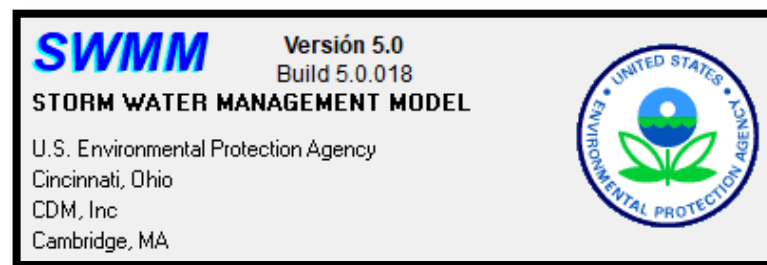 SWMM
Versión 5.0
Build 5.0.018
STORM WATER MANAGEMENT MODEL
U.S. Environmental Protection Agency
Cincinnati, Ohio
CDM, Inc
Cambridge, MA
UNITED STATES
ENVIRONMENTAL PROTECTION AGENCY